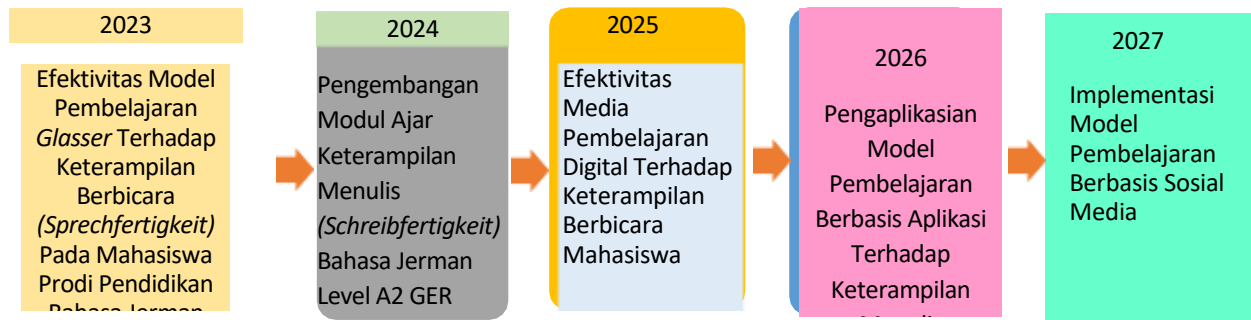 2023
Efektivitas Model
Pembelajaran
Glasser Terhadap
Keterampilan
Berbicara
(Sprechfertigkeit)
Pada Mahasiswa
Prodi Pendidikan
Bahasa Jerman
2024
Pengembangan
Modul Ajar
Keterampilan
Menulis
(Schreibfertigkeit)
Bahasa Jerman
Level A2 GER
2025
Efektivitas
Media
Pembelajaran
Digital Terhadap
Keterampilan
Berbicara
Mahasiswa
2026
Pengaplikasian
Model
Pembelajaran
Berbasis Aplikasi
Terhadap
Keterampilan
2027
Implementasi
Model
Pembelajaran
Berbasis Sosial
Media